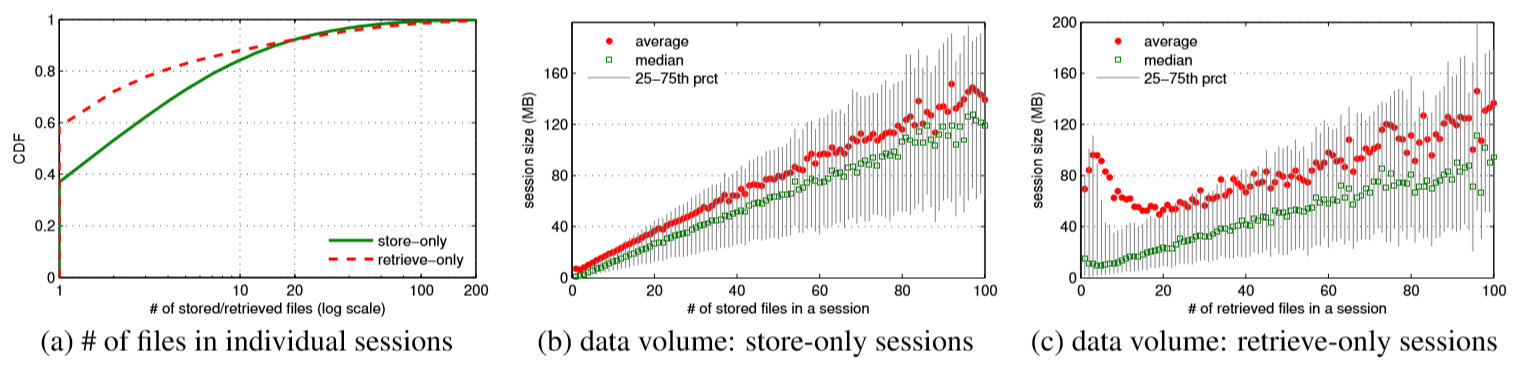 1
0.8
0.6
0.4
0.2
0
CDF
store-only
retrieve-only
1 10 20 100 200
# of stored/retrieved files (log scale)
(a) # of files in individual sessions
160
120
80
40
0
session size (MB)
average
median
25-75th prct
0 20 40 60 80 100
# of stored files in a session
(b) data volume: store-only sessions
200
160
120
80
40
0
session size (MB)
average
median
25-75th prct
0 20 40 60 80 100
# of retrieved files in a session
(c) data volume: retrieve-only sessions